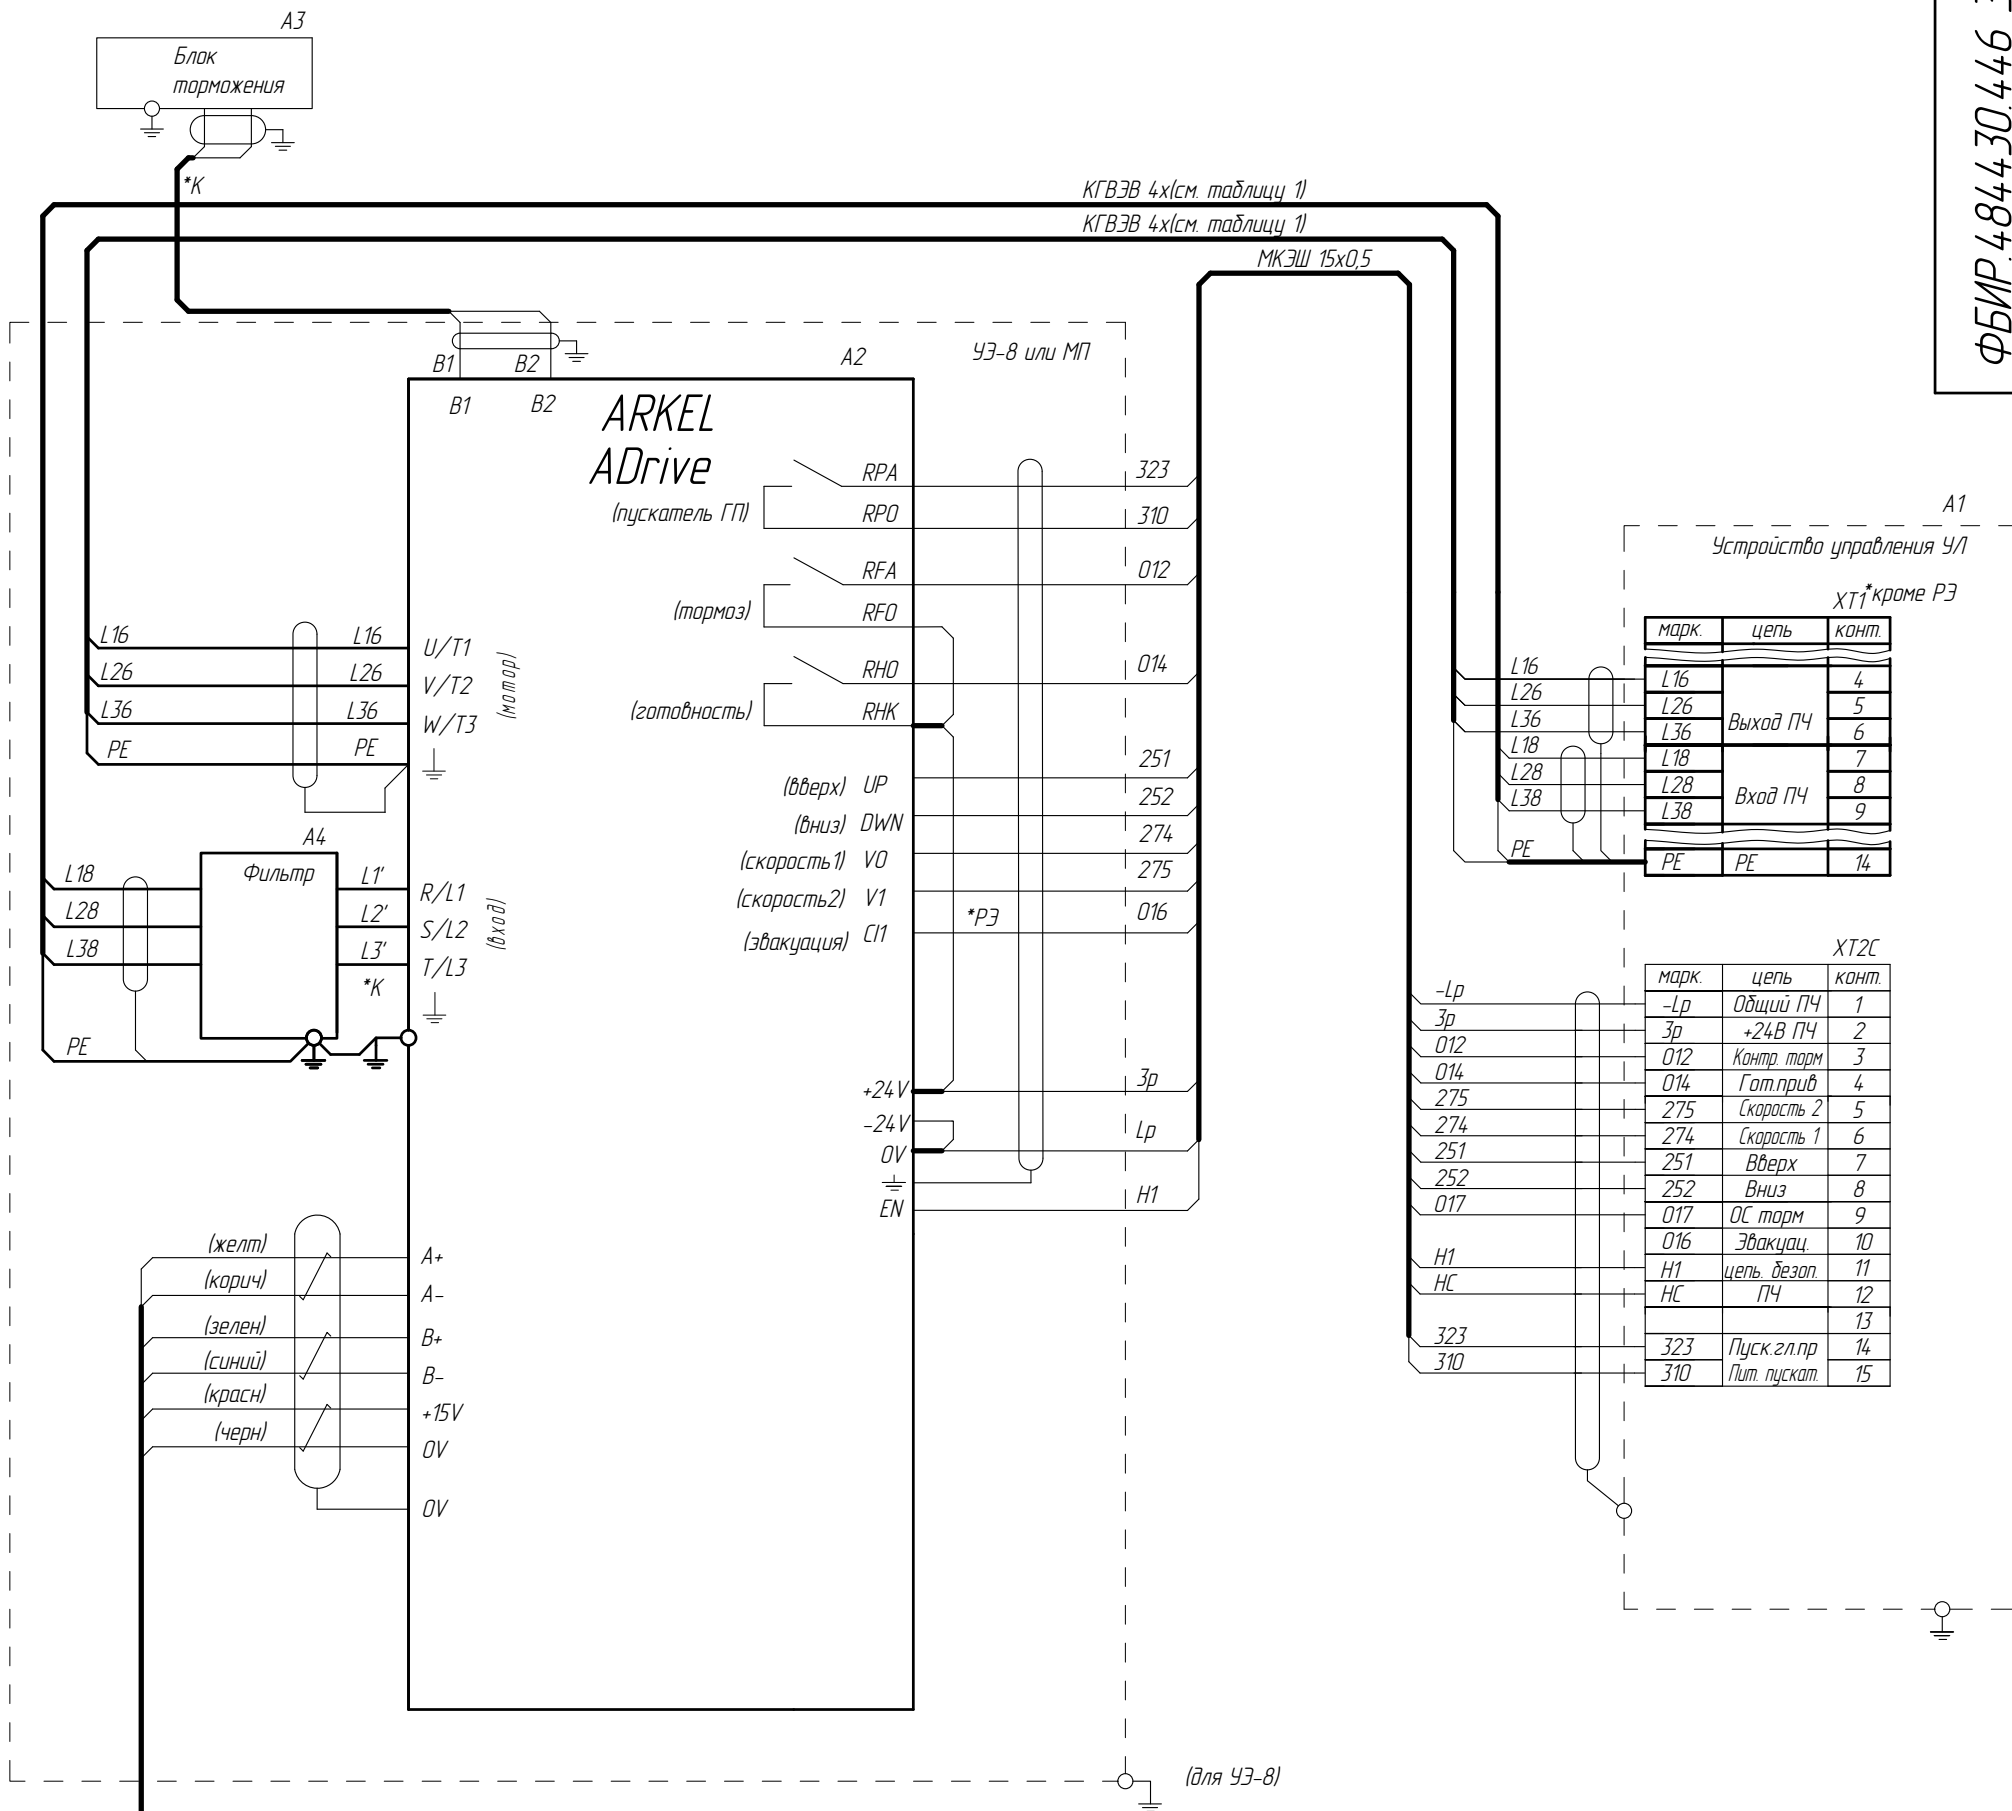 A3
Блок
торможения
*К
КГВЭВ 4х(см. таблицу 1)
КГВЭВ 4х(см. таблицу 1)
МКЭШ 15х0,5
ФБИР.484430.446
УЭ-8 или МП
A2
B1 B2
B1 B2
ARKEL
ADrive
RPA 323
(пускатель ГП) RPO 310
RFA 012
(тормоз) RFO
RHO 014
(готовность) RHK
L16 L16 U/T1
L26 L26 V/T2
L36 L36 W/T3
(мотор)
PE PE
(вверх) UP 251
(вниз) DWN 252
(скорость1) V0 274
(скорость2) V1 275
(эвакуация) CI1 *РЭ 016
A4
Фильтр
L18 L1' R/L1
L28 L2' S/L2
L38 L3' T/L3
(вход)
*К
PE
+24V 3р
-24V
0V Lp
EN H1
(желт) A+
(корич) A-
(зелен) B+
(синий) B-
(красн) +15V
(черн) 0V
0V
(для УЭ-8)
A1
Устройство управления УЛ
XT1 *кроме РЭ
марк. цепь конт.
L16 L16 4
L26 L26 5
L36 L36 Выход ПЧ 6
L18 L18 7
L28 L28 8
L38 L38 Вход ПЧ 9
PE PE PE 14
XT2C
марк. цепь конт.
-Lp -Lp Общий ПЧ 1
3р 3р +24В ПЧ 2
012 012 Контр. торм 3
014 014 Гот.прив 4
275 275 Скорость 2 5
274 274 Скорость 1 6
251 251 Вверх 7
252 252 Вниз 8
017 017 ОС торм 9
016 Эвакуац. 10
H1 H1 цепь. безоп. 11
HC HC ПЧ 12
13
323 323 Пуск.гл.пр 14
310 310 Пит. пускат. 15